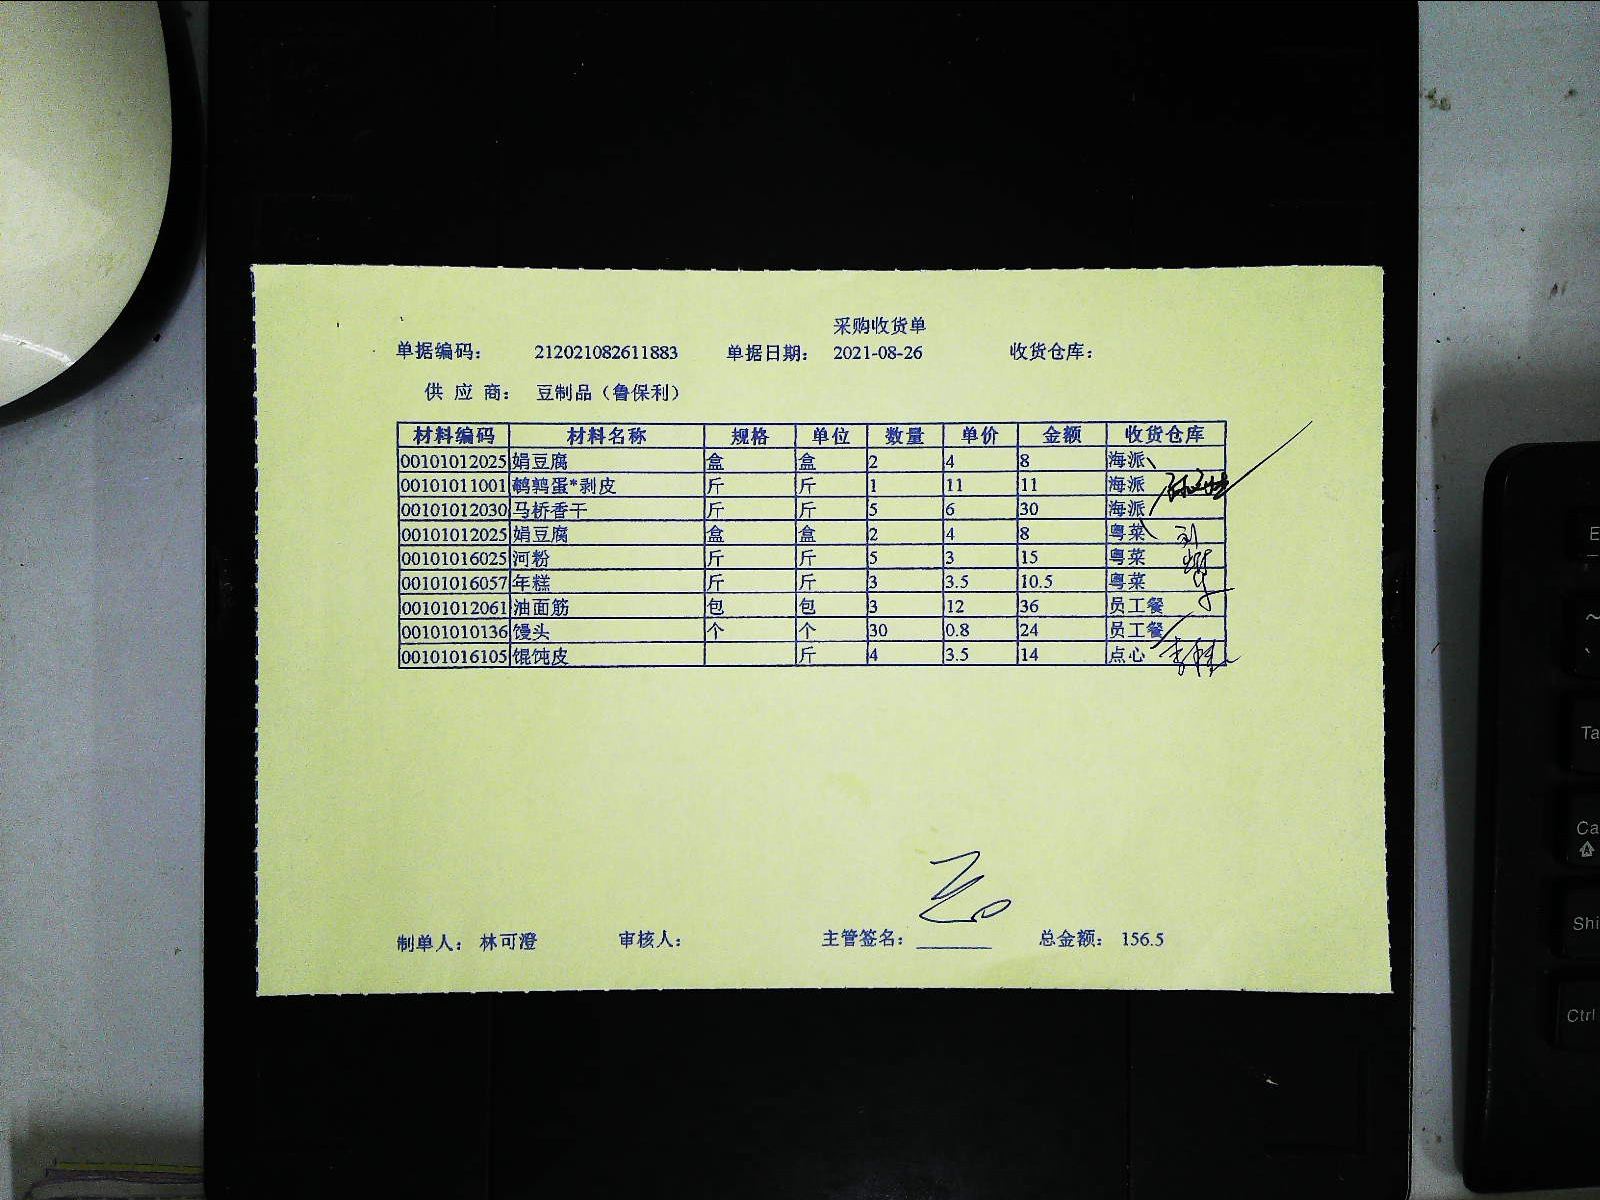 采购收货单
单据编码： 212021082611883 单据日期： 2021-08-26 收货仓库：
供 应 商： 豆制品（鲁保利）
材料编码 材料名称 规格 单位 数量 单价 金额 收货仓库
00101012025 娟豆腐 盒 盒 2 4 8 海派
00101011001 鹌鹑蛋*剥皮 斤 斤 1 11 11 海派
00101012030 马桥香干 斤 斤 5 6 30 海派
00101012025 娟豆腐 盒 盒 2 4 8 粤菜
00101016025 河粉 斤 斤 5 3 15 粤菜
00101016057 年糕 斤 斤 3 3.5 10.5 粤菜
00101012061 油面筋 包 包 3 12 36 员工餐
00101010136 馒头 个 个 30 0.8 24 员工餐
00101016105 馄饨皮 斤 4 3.5 14 点心
制单人： 林可澄 审核人： 主管签名： 总金额： 156.5
E
Ta
Ca
Shi
Ctrl